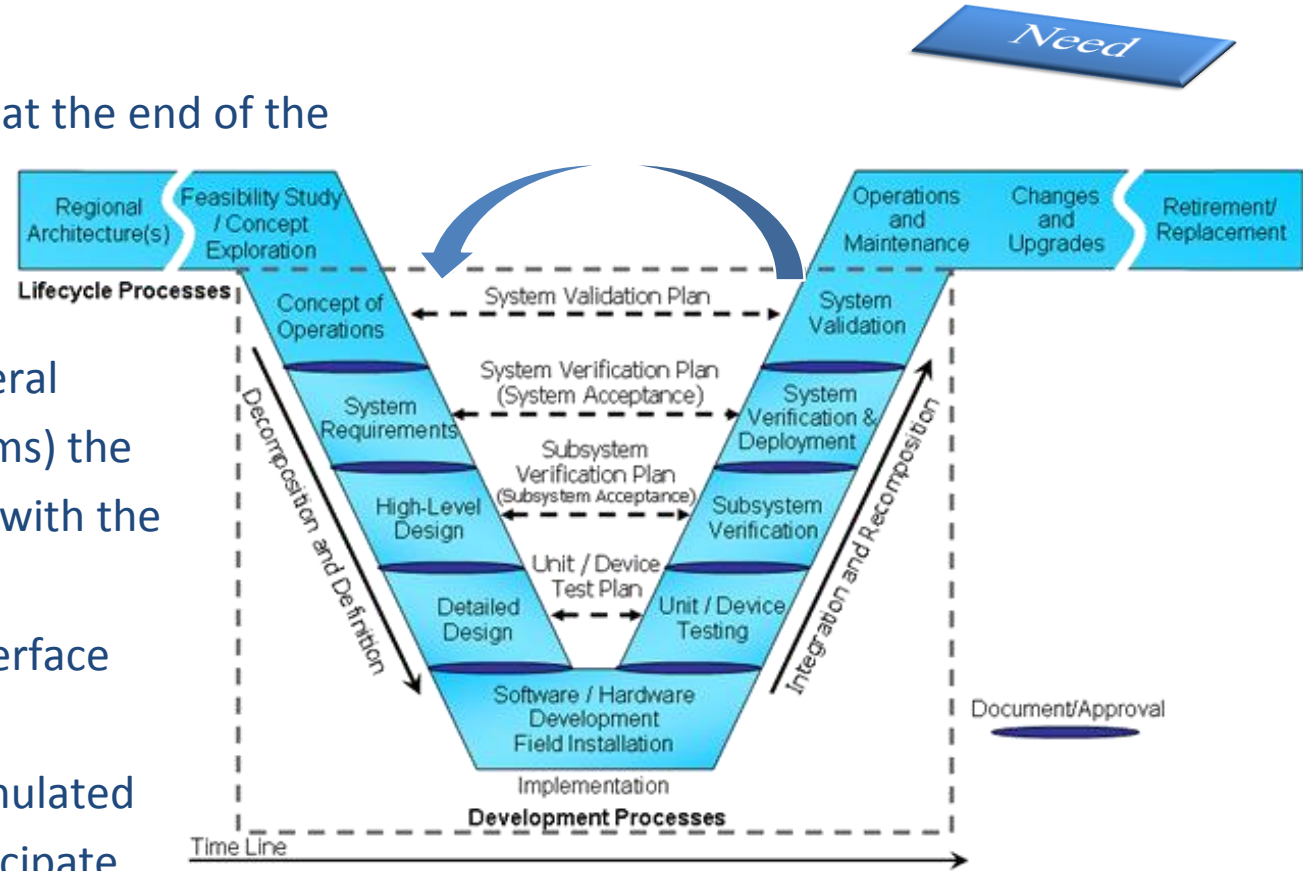 Need
at the end of the
Regional
Architecture(s)
Feasibility Study
/ Concept
Exploration
Operations
and
Maintenance
Changes
and
Upgrades
Retirement/
Replacement
Lifecycle Processes
Concept of
Operations
System Validation Plan
System
Validation
eral
ms) the
with the
System
Requirements
System Verification Plan
(System Acceptance)
System
Verification &
Deployment
High-Level
Design
Subsystem
Verification Plan
(Subsystem Acceptance)
Subsystem
Verification
Decomposition and Definition
Integration and Recomposition
Detailed
Design
Unit / Device
Test Plan
Unit / Device
Testing
erface
Software / Hardware
Development
Field Installation
Document/Approval
Implementation
Development Processes
mulated
icipate
Time Line